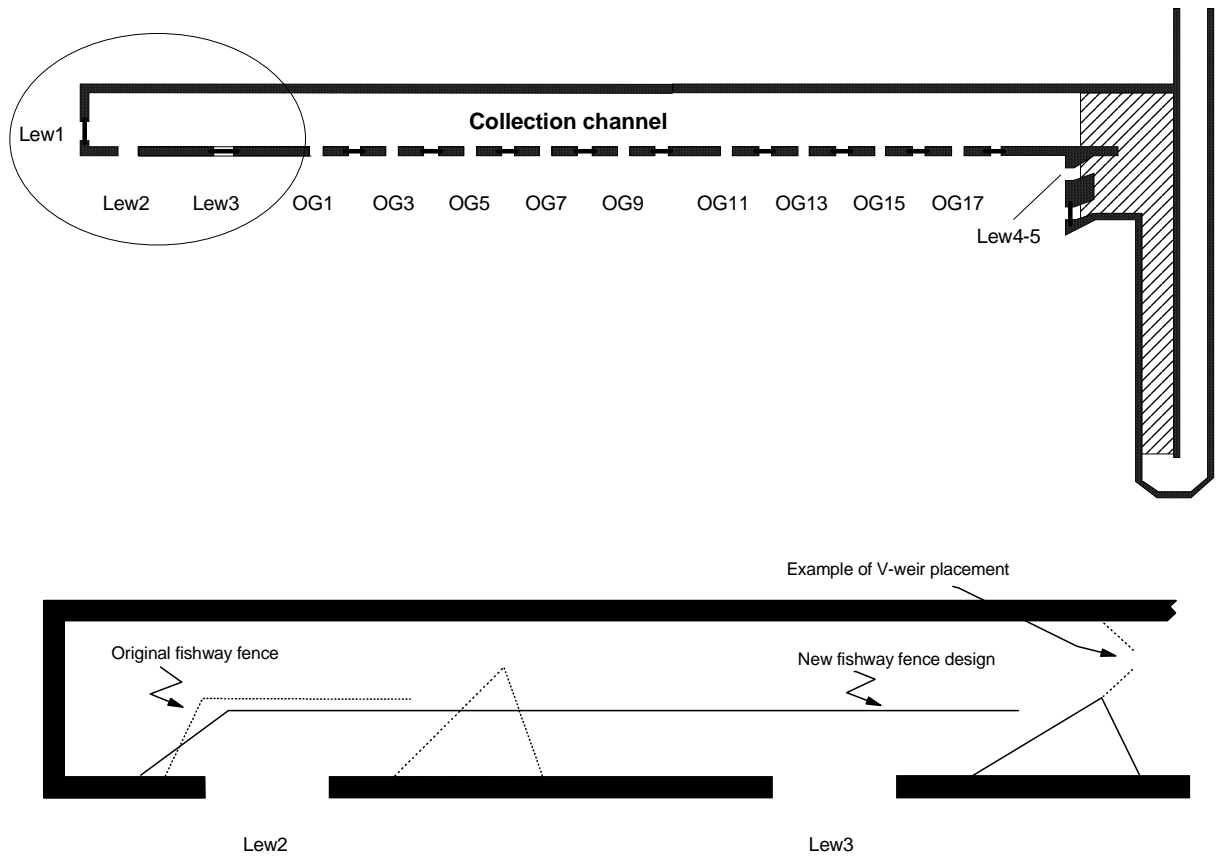 Collection channel
Lew1
Lew2 Lew3 OG1 OG3 OG5 OG7 OG9 OG11 OG13 OG15 OG17
Lew4-5
Example of V-weir placement
Original fishway fence
New fishway fence design
Lew2 Lew3